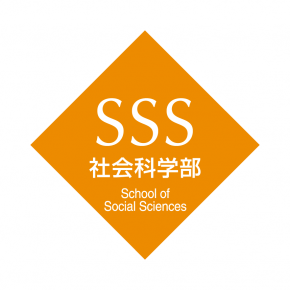 SSS
社会科学部
School of
Social Sciences